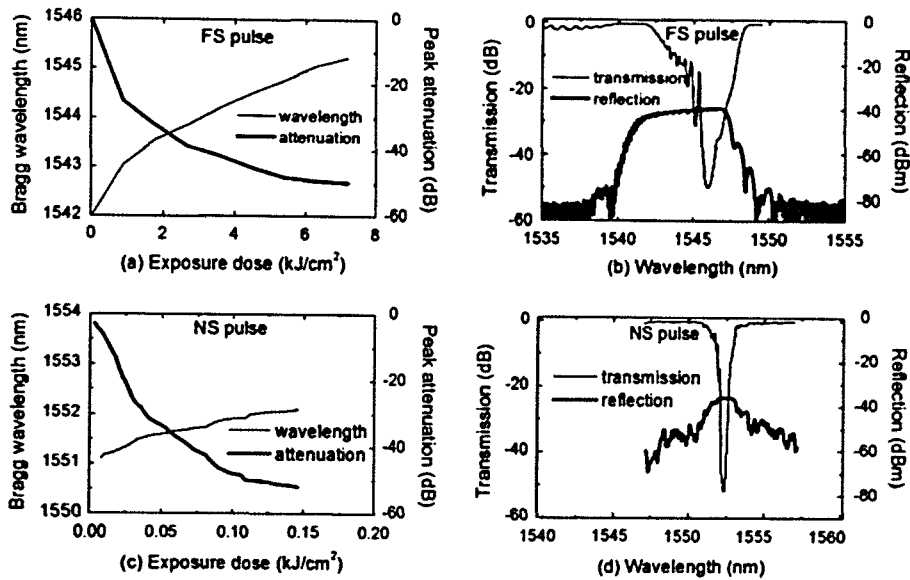 1546
1545
1544
1543
1542
Bragg wavelength (nm)
FS pulse
wavelength
attenuation
0
-20
-40
-60
Peak attenuation (dB)
0 2 4 6 8
(a) Exposure dose (kJ/cm²)
0
-20
-40
-60
Transmission (dB)
FS pulse
transmission
reflection
0
-20
-40
-60
-80
Reflection (dBm)
1535 1540 1545 1550 1555
(b) Wavelength (nm)
1554
1553
1552
1551
1550
Bragg wavelength (nm)
NS pulse
wavelength
attenuation
0
-20
-40
-60
Peak attenuation (dB)
0.00 0.05 0.10 0.15 0.20
(c) Exposure dose (kJ/cm²)
0
-20
-40
-60
Transmission (dB)
NS pulse
transmission
reflection
0
-20
-40
-60
-80
Reflection (dBm)
1540 1545 1550 1555 1560
(d) Wavelength (nm)